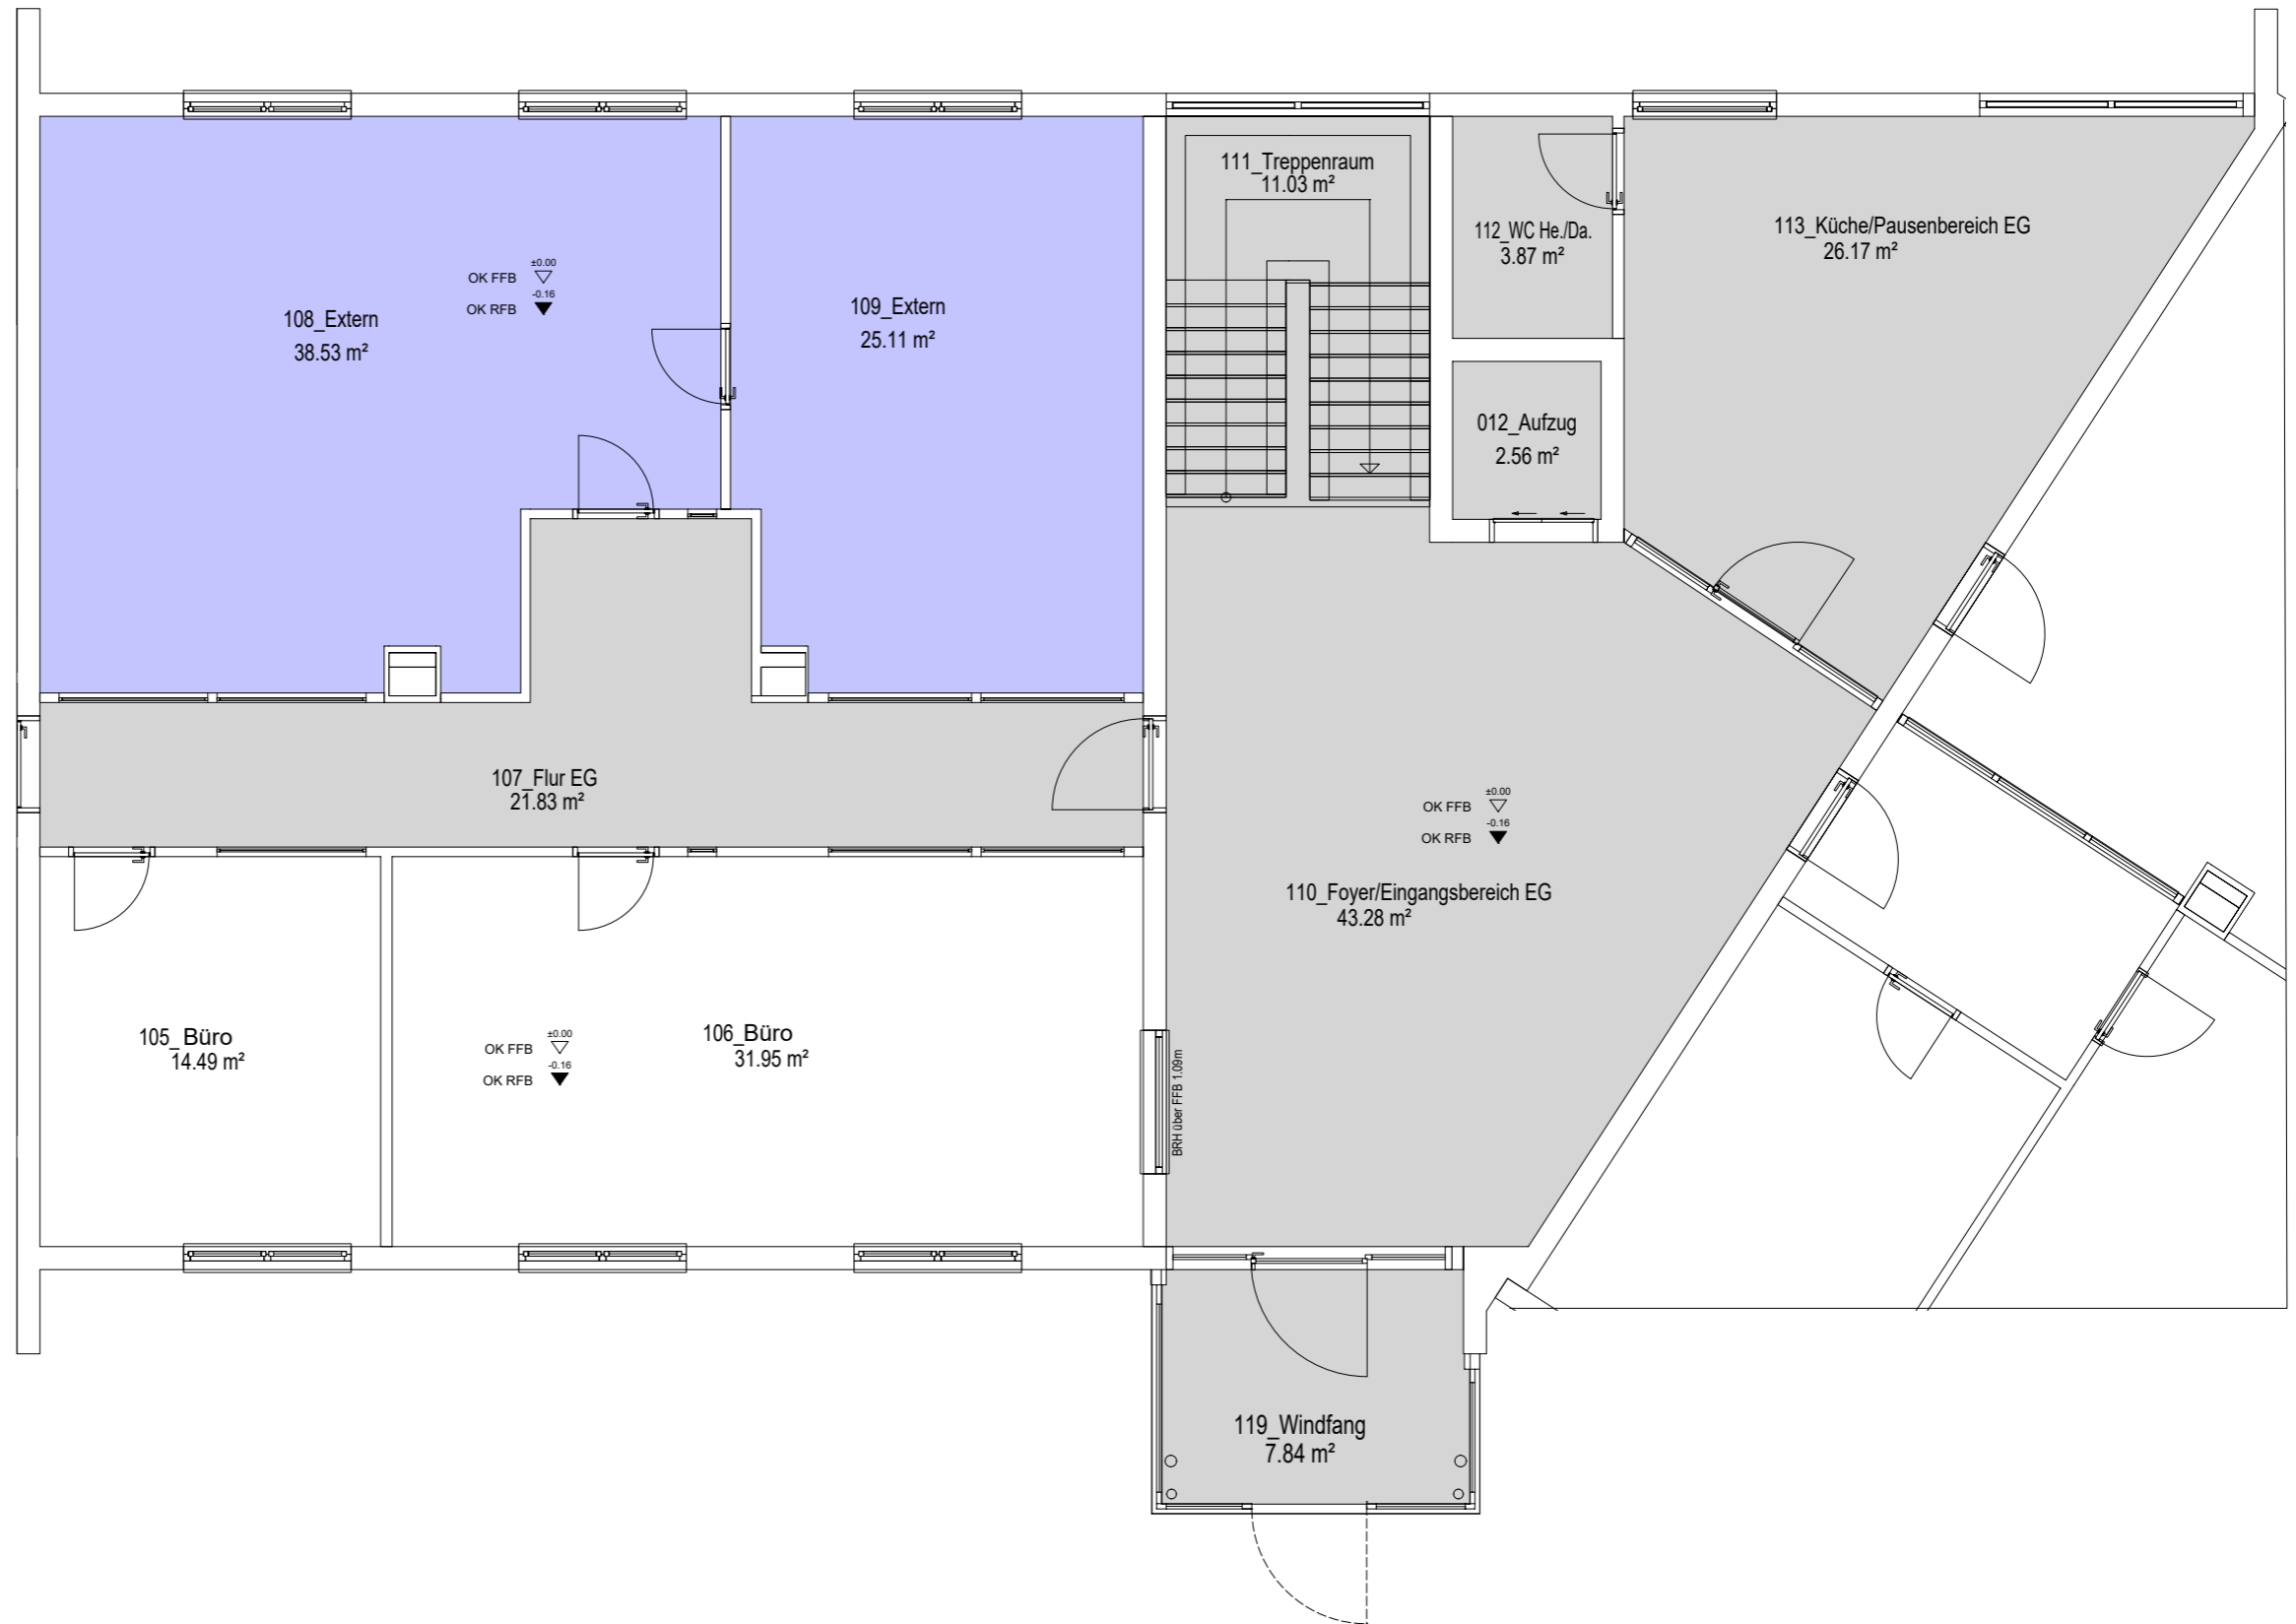 111_Treppenraum
11.03 m²
112_WC He./Da.
3.87 m²
113_Küche/Pausenbereich EG
26.17 m²
OK FFB ±0.00
OK RFB -0.16
108_Extern
38.53 m²
109_Extern
25.11 m²
012_Aufzug
2.56 m²
107_Flur EG
21.83 m²
OK FFB ±0.00
OK RFB -0.16
110_Foyer/Eingangsbereich EG
43.28 m²
105_Büro
14.49 m²
OK FFB ±0.00
OK RFB -0.16
106_Büro
31.95 m²
BRH über FFB 1.09m
119_Windfang
7.84 m²